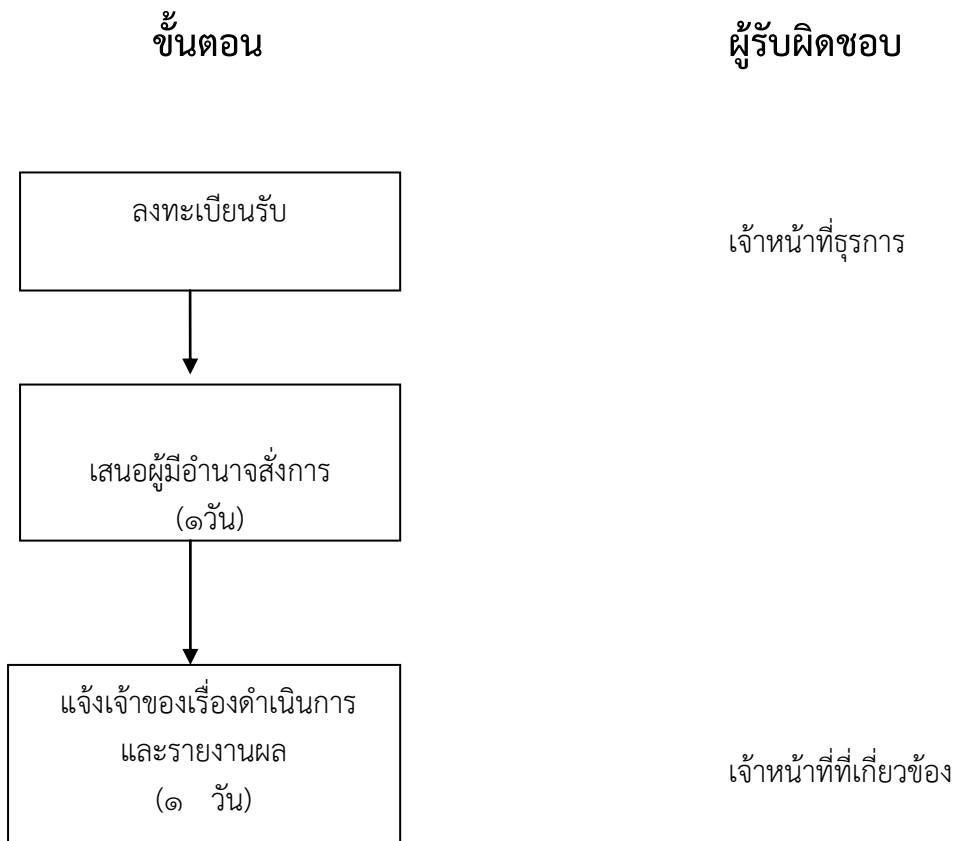 ขั้นตอน
ผู้รับผิดชอบ
ลงทะเบียนรับ
เจ้าหน้าที่ธุรการ
เสนอผู้มีอำนาจสั่งการ
(๑วัน)
แจ้งเจ้าของเรื่องดำเนินการ
และรายงานผล
(๑ วัน)
เจ้าหน้าที่ที่เกี่ยวข้อง